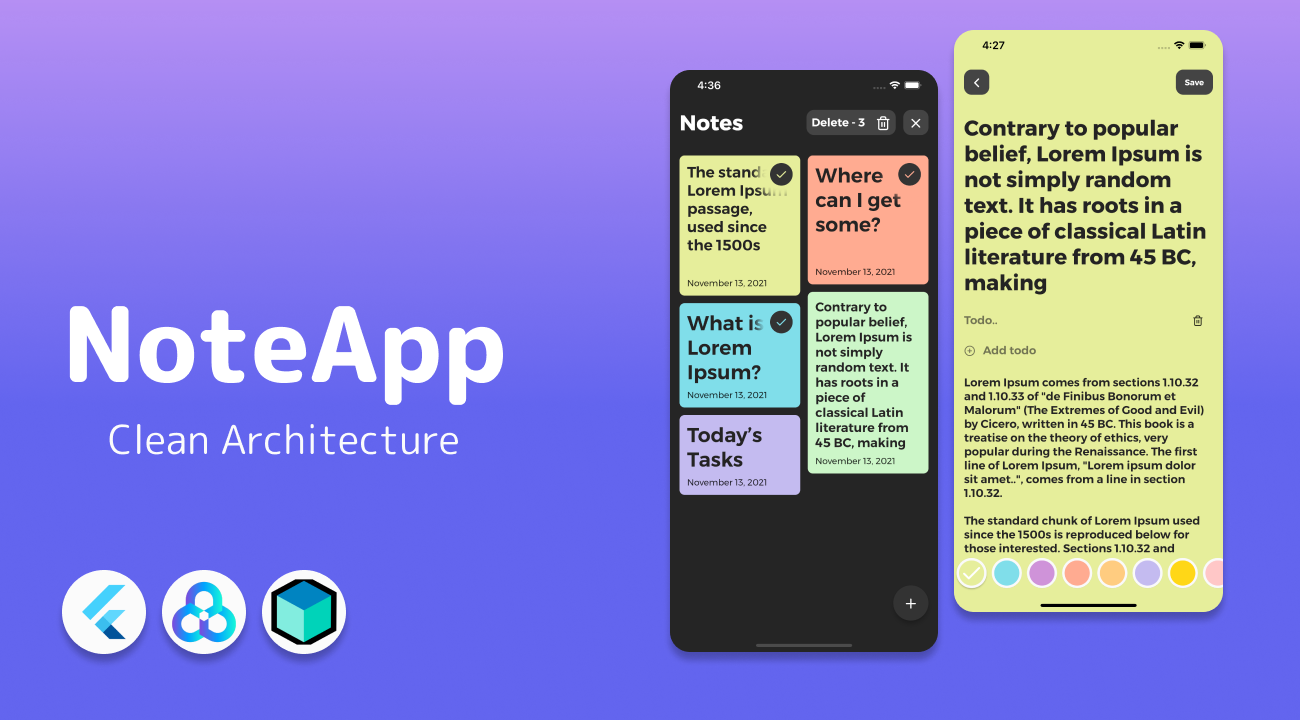 NoteApp
Clean Architecture
4:36
Notes
Delete - 3
The stand
Lorem Ipsum
passage,
used since
the 1500s
November 13, 2021
Where
can I get
some?
November 13, 2021
What is
Lorem
Ipsum?
November 13, 2021
Contrary to
popular belief,
Lorem Ipsum is
not simply
random text. It
has roots in a
piece of
classical Latin
literature from
45 BC, making
November 13, 2021
Today's
Tasks
November 13, 2021
4:27
Save
Contrary to popular
belief, Lorem Ipsum is
not simply random
text. It has roots in a
piece of classical Latin
literature from 45 BC,
making
Todo..
Add todo
Lorem Ipsum comes from sections 1.10.32
and 1.10.33 of "de Finibus Bonorum et
Malorum" (The Extremes of Good and Evil)
by Cicero, written in 45 BC. This book is a
treatise on the theory of ethics, very
popular during the Renaissance. The first
line of Lorem Ipsum, "Lorem ipsum dolor
sit amet..", comes from a line in section
1.10.32.
The standard chunk of Lorem Ipsum used
since the 1500s is reproduced below for
those interested. Sections 1.10.32 and